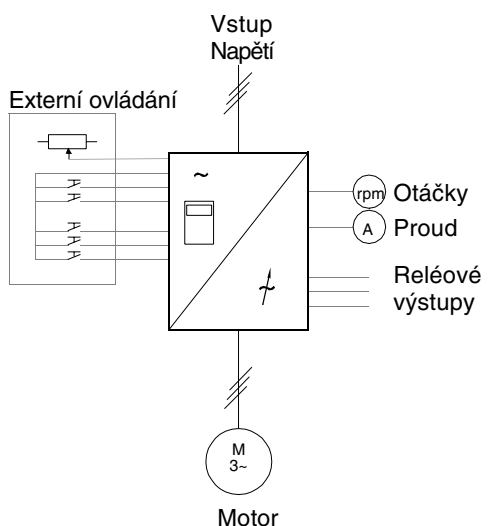 Vstup
Napětí
Externí ovládání
~
rpm Otáčky
A Proud
~
Reléové
výstupy
M
3~
Motor